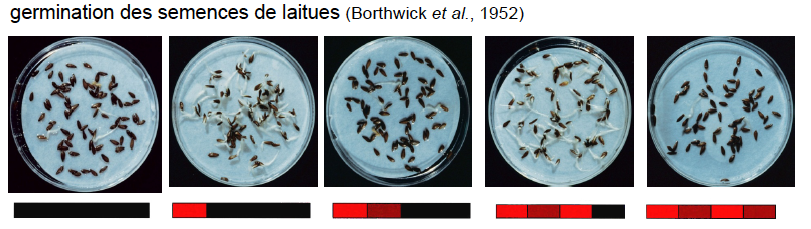 germination des semences de laitues (Borthwick et al., 1952)